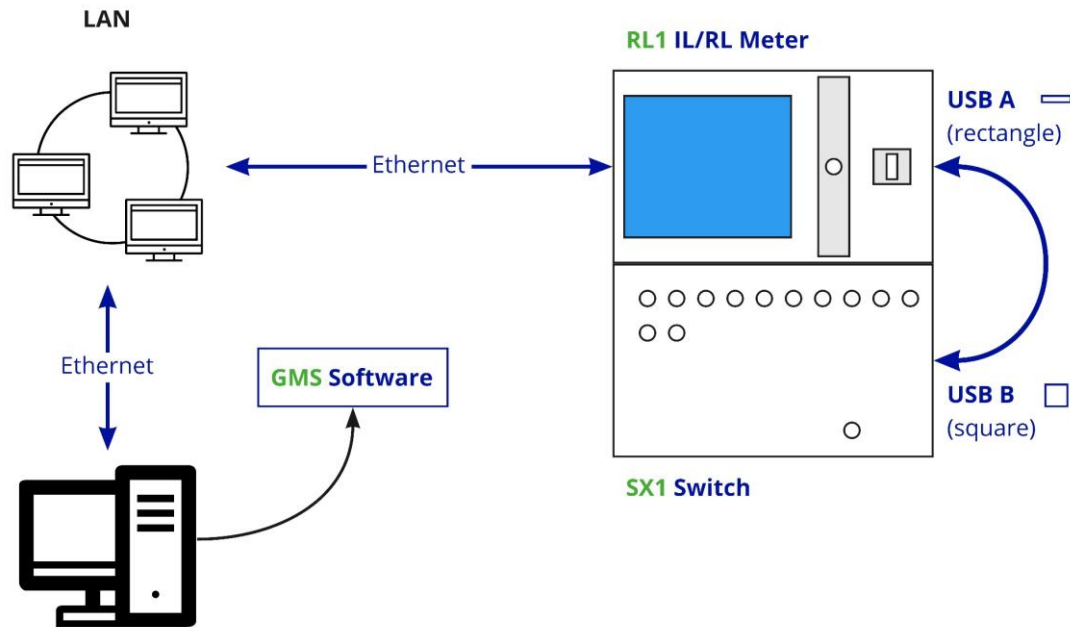 LAN
RL1 IL/RL Meter
USB A
(rectangle)
Ethernet
Ethernet
GMS Software
USB B
(square)
SX1 Switch